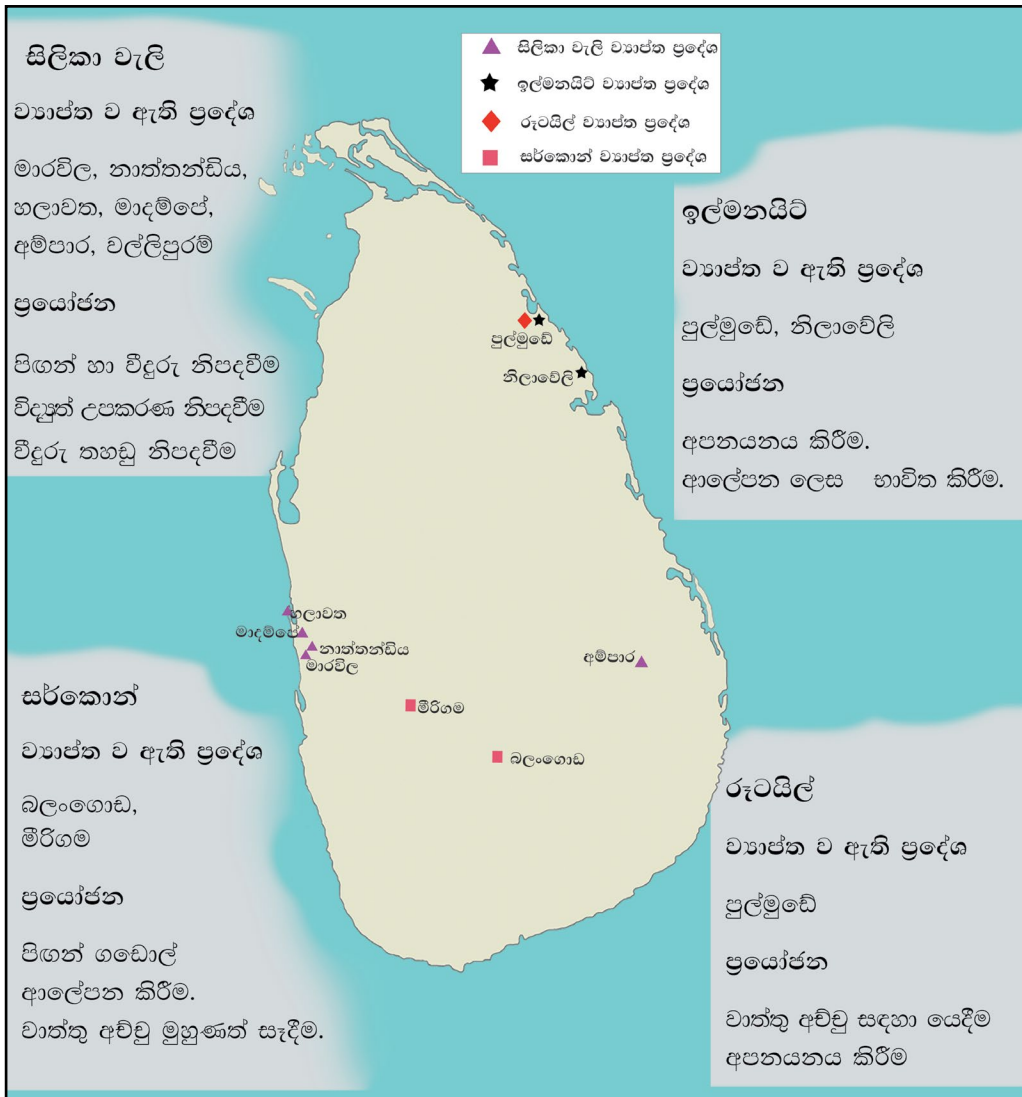 සිලිකා වැලි
ව්‍යාප්ත ව ඇති ප්‍රදේශ
මාරවිල, නාත්තන්ඩිය,
හලාවත, මාදම්පේ,
අම්පාර, වල්ලිපුරම්
ප්‍රයෝජන
පිඟන් හා වීදුරු නිපදවීම
විද්‍යුත් උපකරණ නිපදවීම
වීදුරු තහඩු නිපදවීම
සිලිකා වැලි ව්‍යාප්ත ප්‍රදේශ
ඉල්මනයිට් ව්‍යාප්ත ප්‍රදේශ
රූටයිල් ව්‍යාප්ත ප්‍රදේශ
සර්කොන් ව්‍යාප්ත ප්‍රදේශ
ඉල්මනයිට්
ව්‍යාප්ත ව ඇති ප්‍රදේශ
පුල්මුඩේ, නිලාවේලි
ප්‍රයෝජන
අපනයනය කිරීම.
ආලේපන ලෙස භාවිත කිරීම.
පුල්මුඩේ
නිලාවේලි
හලාවත
මාදම්පේ
නාත්තන්ඩිය
මාරවිල
අම්පාර
මීරිගම
බලංගොඩ
සර්කොන්
ව්‍යාප්ත ව ඇති ප්‍රදේශ
බලංගොඩ,
මීරිගම
ප්‍රයෝජන
පිඟන් ගඩොල්
ආලේපන කිරීම.
වාත්තු අච්චු මුහුණත් සෑදීම.
රූටයිල්
ව්‍යාප්ත ව ඇති ප්‍රදේශ
පුල්මුඩේ
ප්‍රයෝජන
වාත්තු අච්චු සඳහා යෙදීම
අපනයනය කිරීම